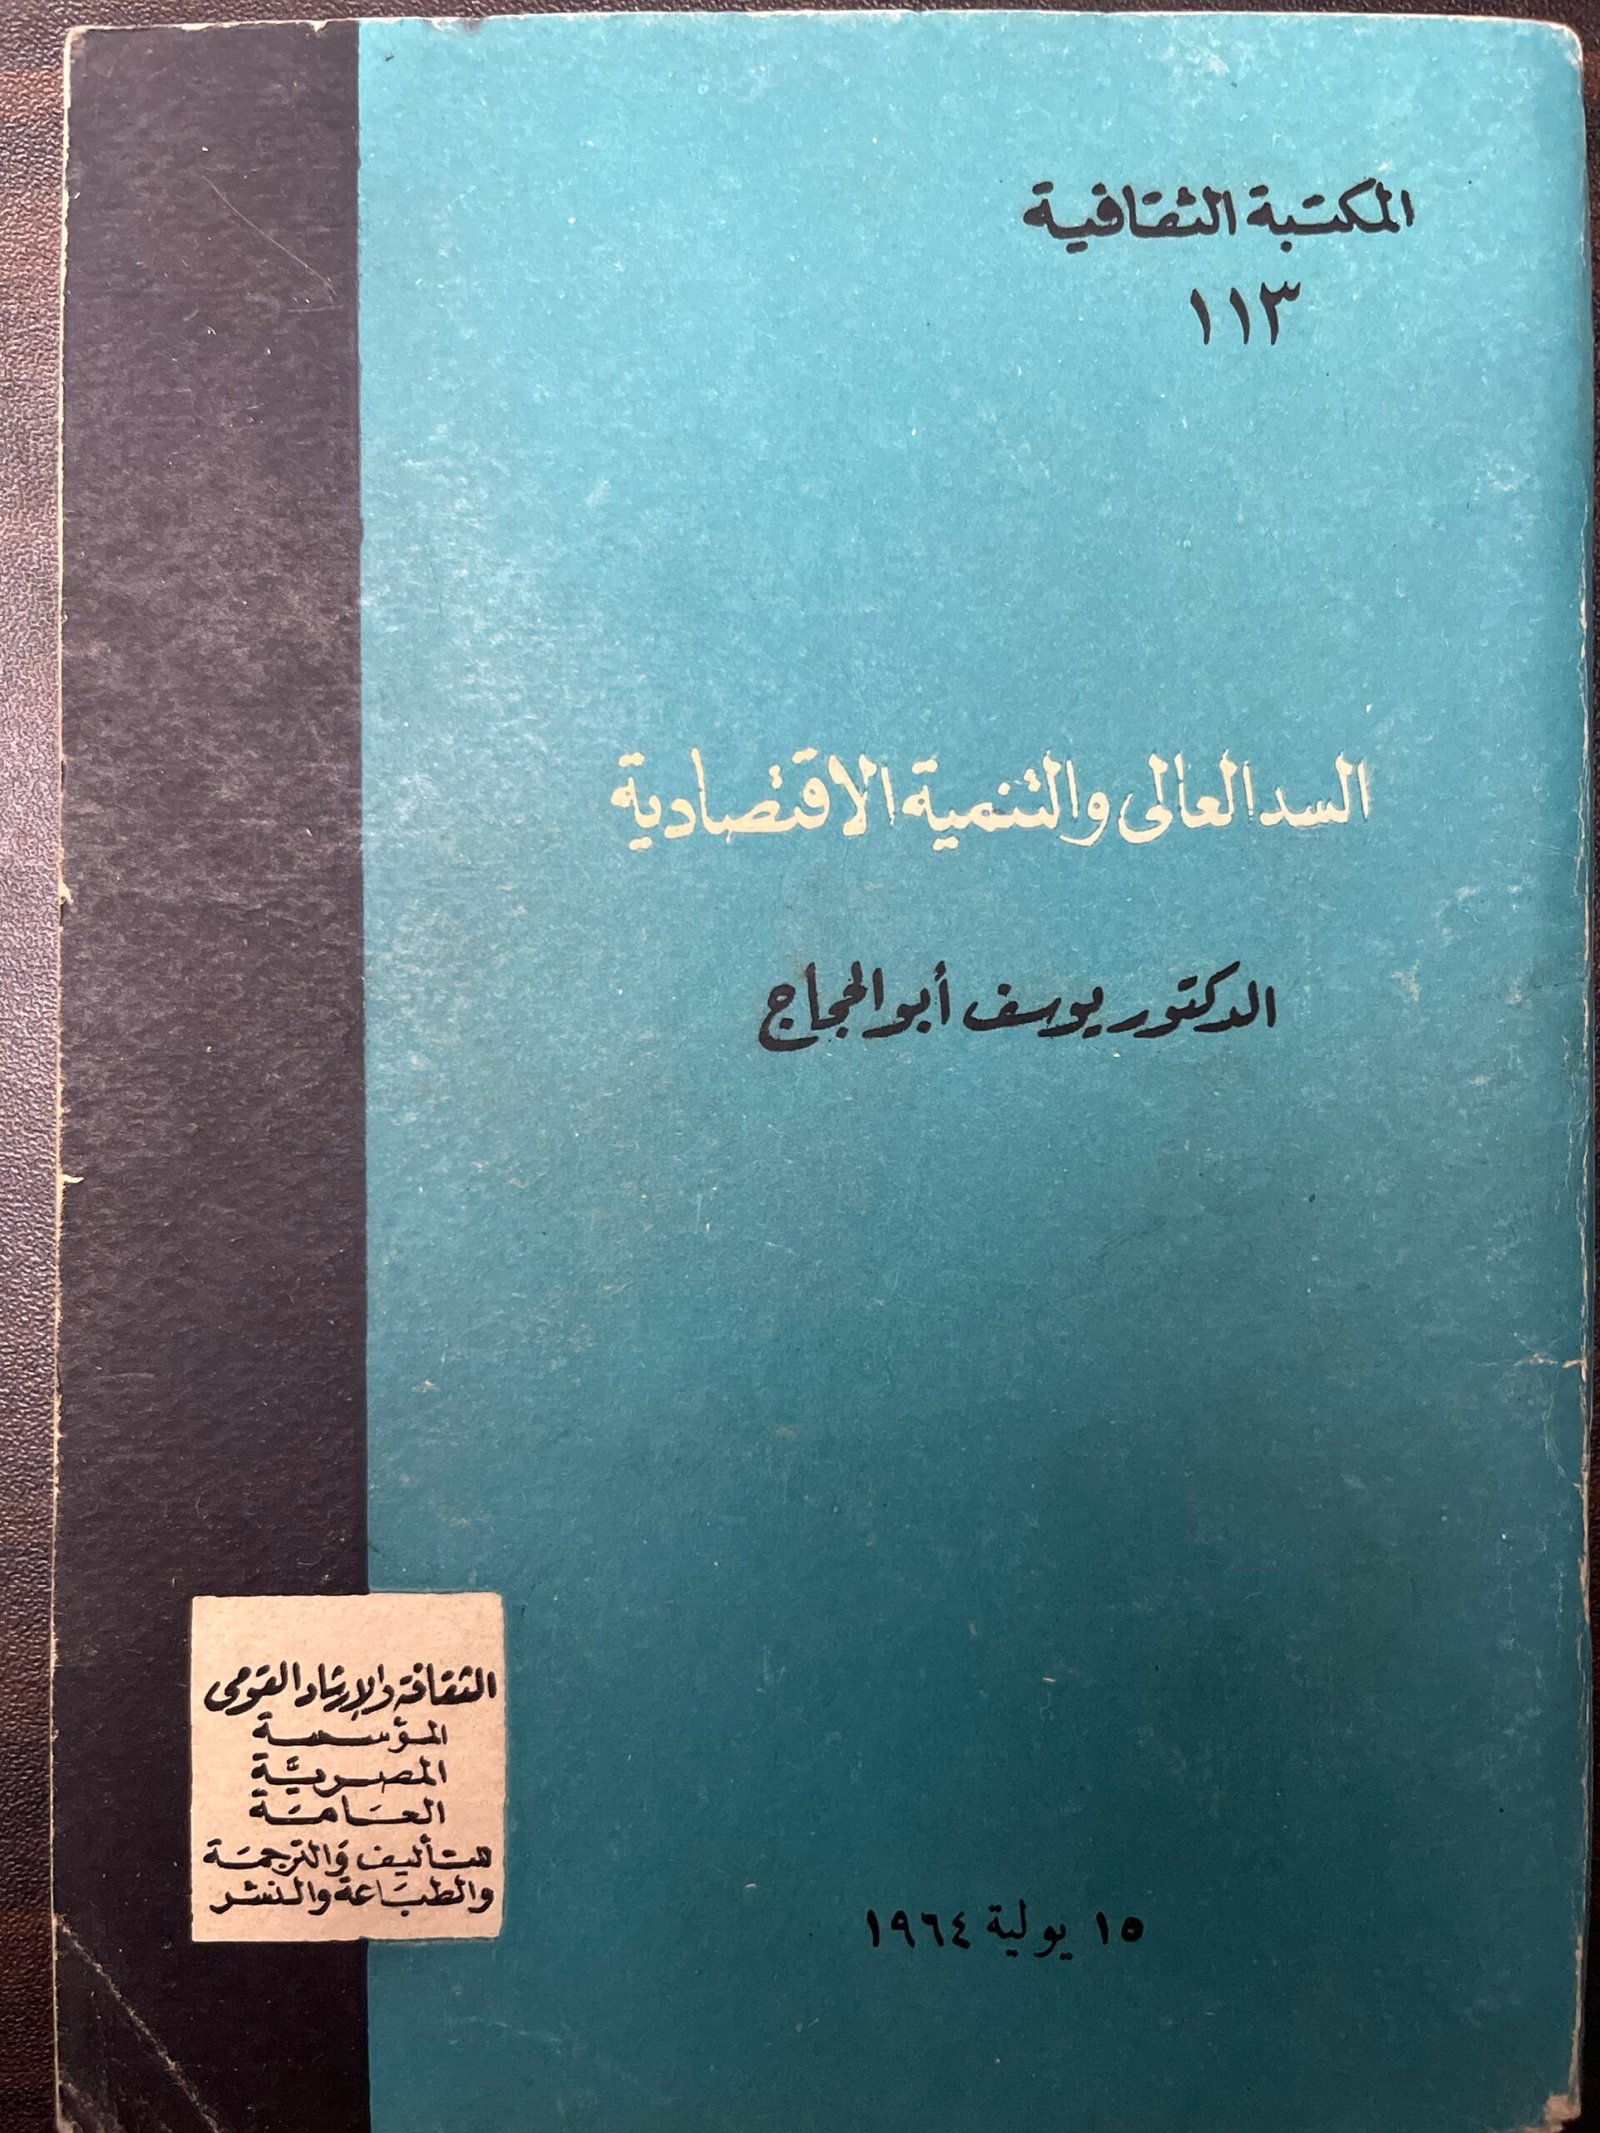 المكتبة الثقافية
١١٣
السد العالى والتنمية الاقتصادية
الدكتور يوسف أبو الحجاج
الثقافة والإرشاد القومى
المؤسسة
المصرية
العامة
للتأليف والترجمة
والطباعة والنشر
١٥ يولية ١٩٦٤